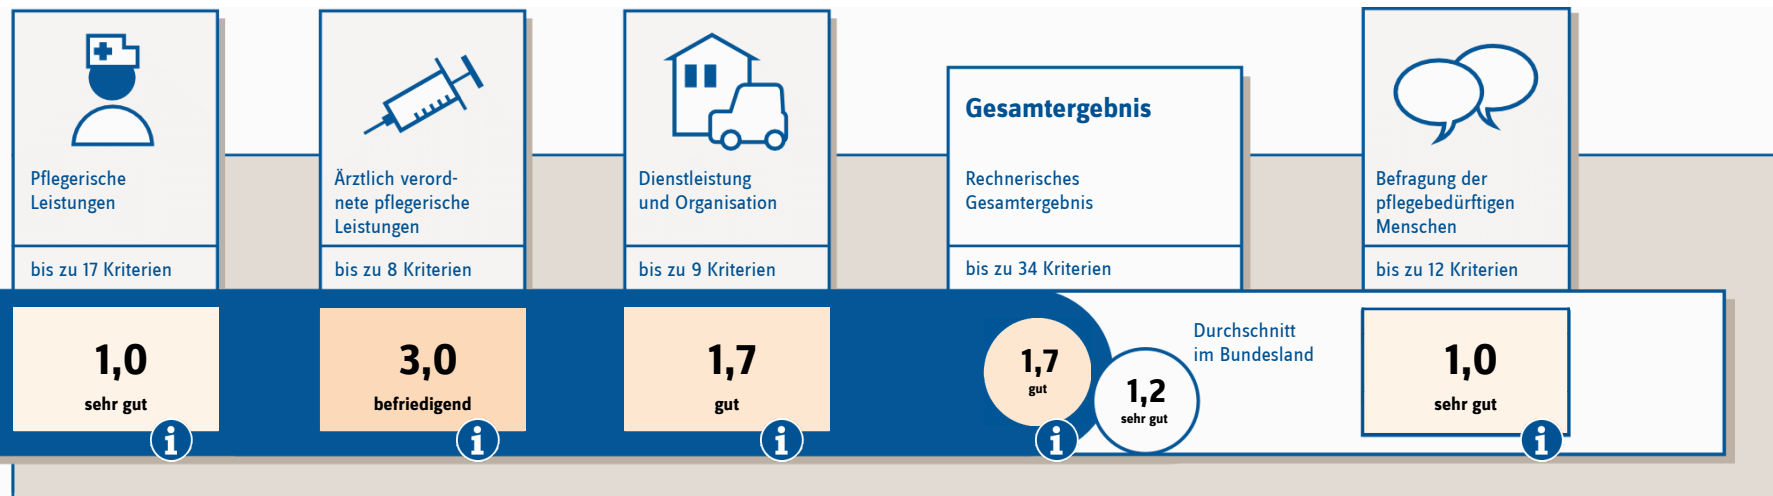 Pflegerische
Leistungen
bis zu 17 Kriterien
1,0
sehr gut
i
Ärztlich verord-
nete pflegerische
Leistungen
bis zu 8 Kriterien
3,0
befriedigend
i
Dienstleistung
und Organisation
bis zu 9 Kriterien
1,7
gut
i
Gesamtergebnis
Rechnerisches
Gesamtergebnis
bis zu 34 Kriterien
1,7
gut
i
Durchschnitt
im Bundesland
1,2
sehr gut
Befragung der
pflegebedürftigen
Menschen
bis zu 12 Kriterien
1,0
sehr gut
i